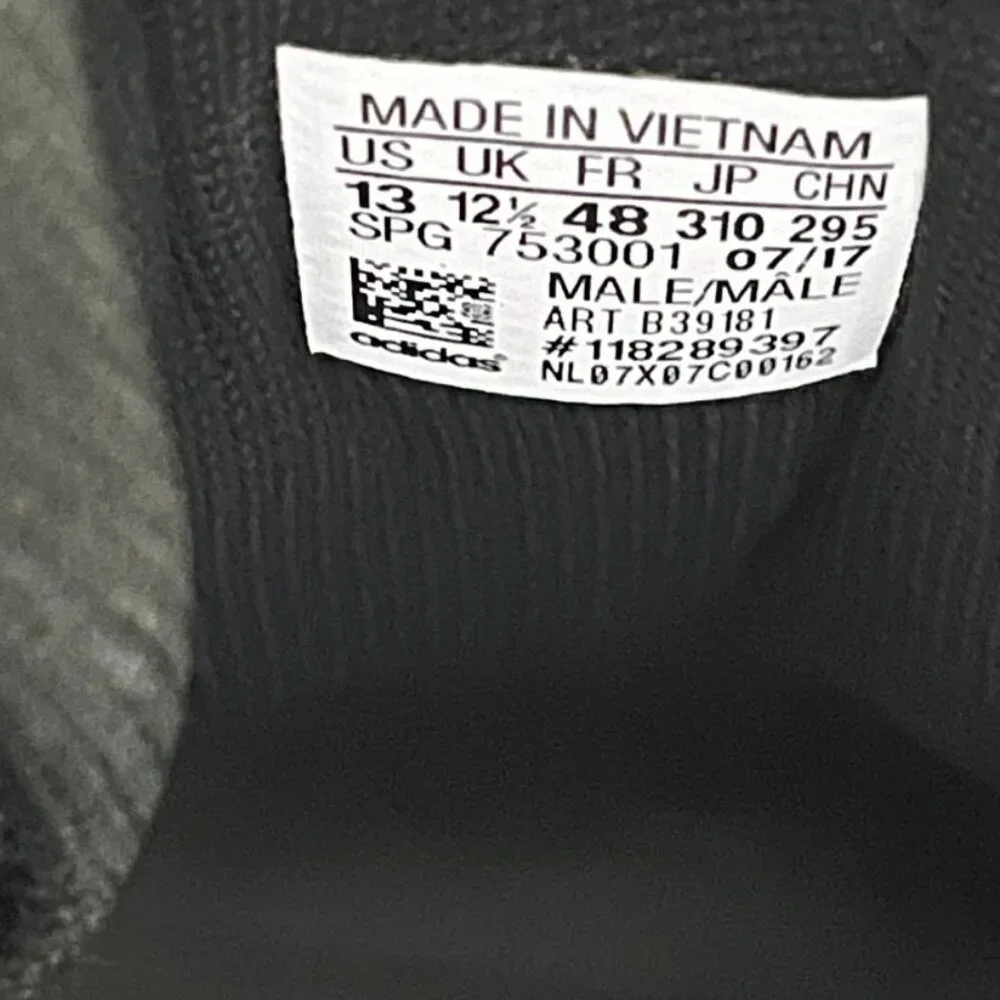 MADE IN VIETNAM
US UK FR JP CHN
13 12½ 48 310 295
SPG 753001 07/17
MALE/MÂLE
ART B39181
#118289397
adidas® NL07X07C00162